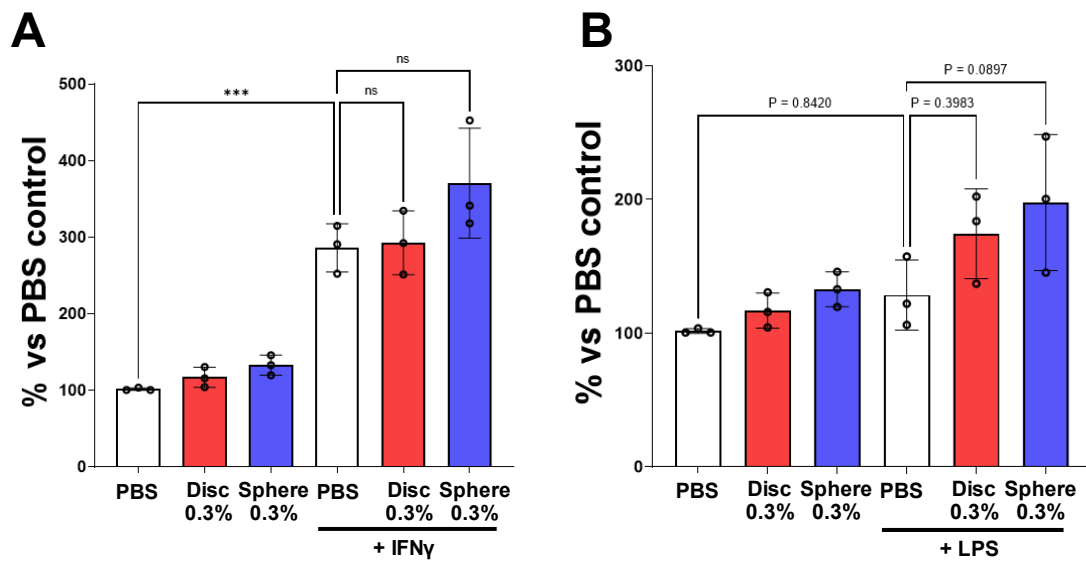 A
% vs PBS control
500
400
300
200
100
0
***
ns
ns
PBS
Disc
0.3%
Sphere
0.3%
PBS
Disc
0.3%
Sphere
0.3%
+ IFNγ
B
% vs PBS control
300
200
100
0
P = 0.8420
P = 0.3983
P = 0.0897
PBS
Disc
0.3%
Sphere
0.3%
PBS
Disc
0.3%
Sphere
0.3%
+ LPS